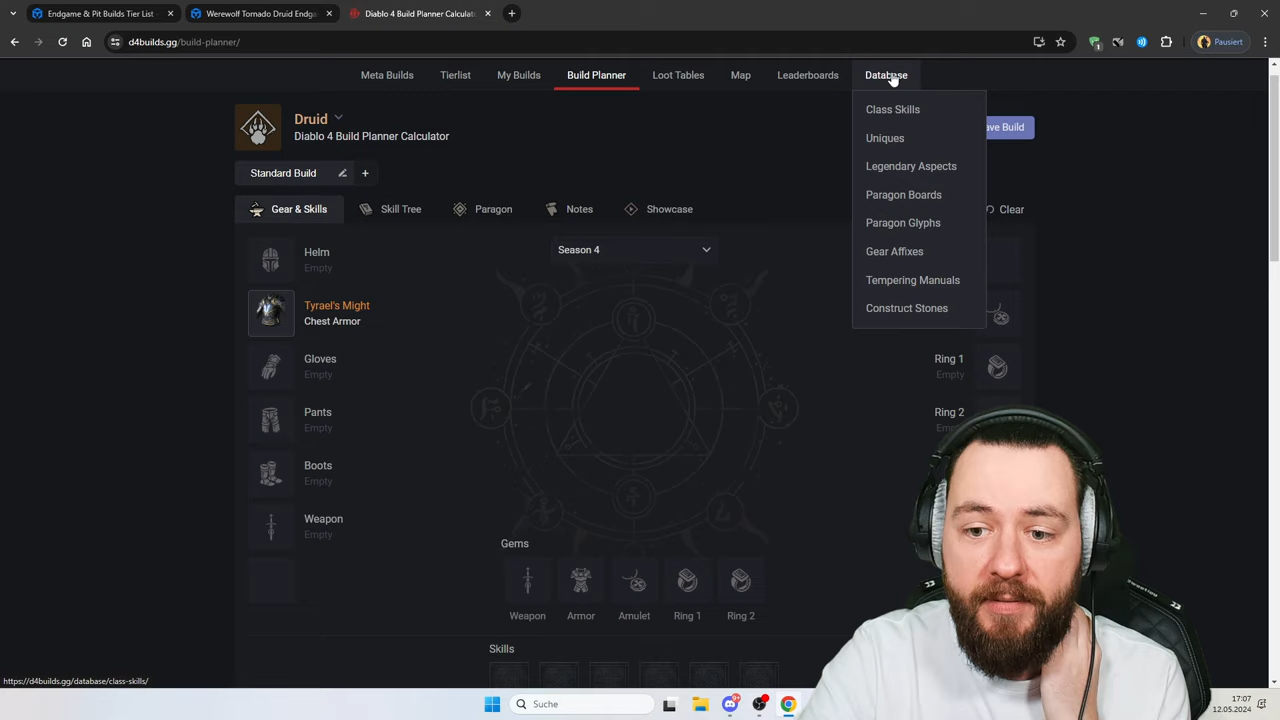 Endgame & Pit Builds Tier List -
Werewolf Tornado Druid Endgam
Diablo 4 Build Planner Calculato
d4builds.gg/build-planner/
Pausiert
Meta Builds
Tierlist
My Builds
Build Planner
Loot Tables
Map
Leaderboards
Database
Druid
Diablo 4 Build Planner Calculator
Class Skills
Uniques
Legendary Aspects
Paragon Boards
Paragon Glyphs
Gear Affixes
Tempering Manuals
Construct Stones
ave Build
Standard Build
Gear & Skills
Skill Tree
Paragon
Notes
Showcase
Clear
Helm
Empty
Season 4
Tyrael's Might
Chest Armor
Gloves
Empty
Ring 1
Empty
Pants
Empty
Ring 2
Boots
Empty
Weapon
Empty
Gems
Weapon
Armor
Amulet
Ring 1
Ring 2
Skills
https://d4builds.gg/database/class-skills/
Suche
17:07
12.05.2024